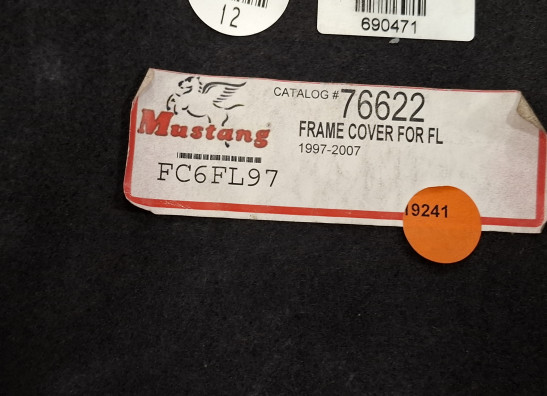 12
690471
CATALOG #76622
Mustang
FRAME COVER FOR FL
1997-2007
FC6FL97
19241